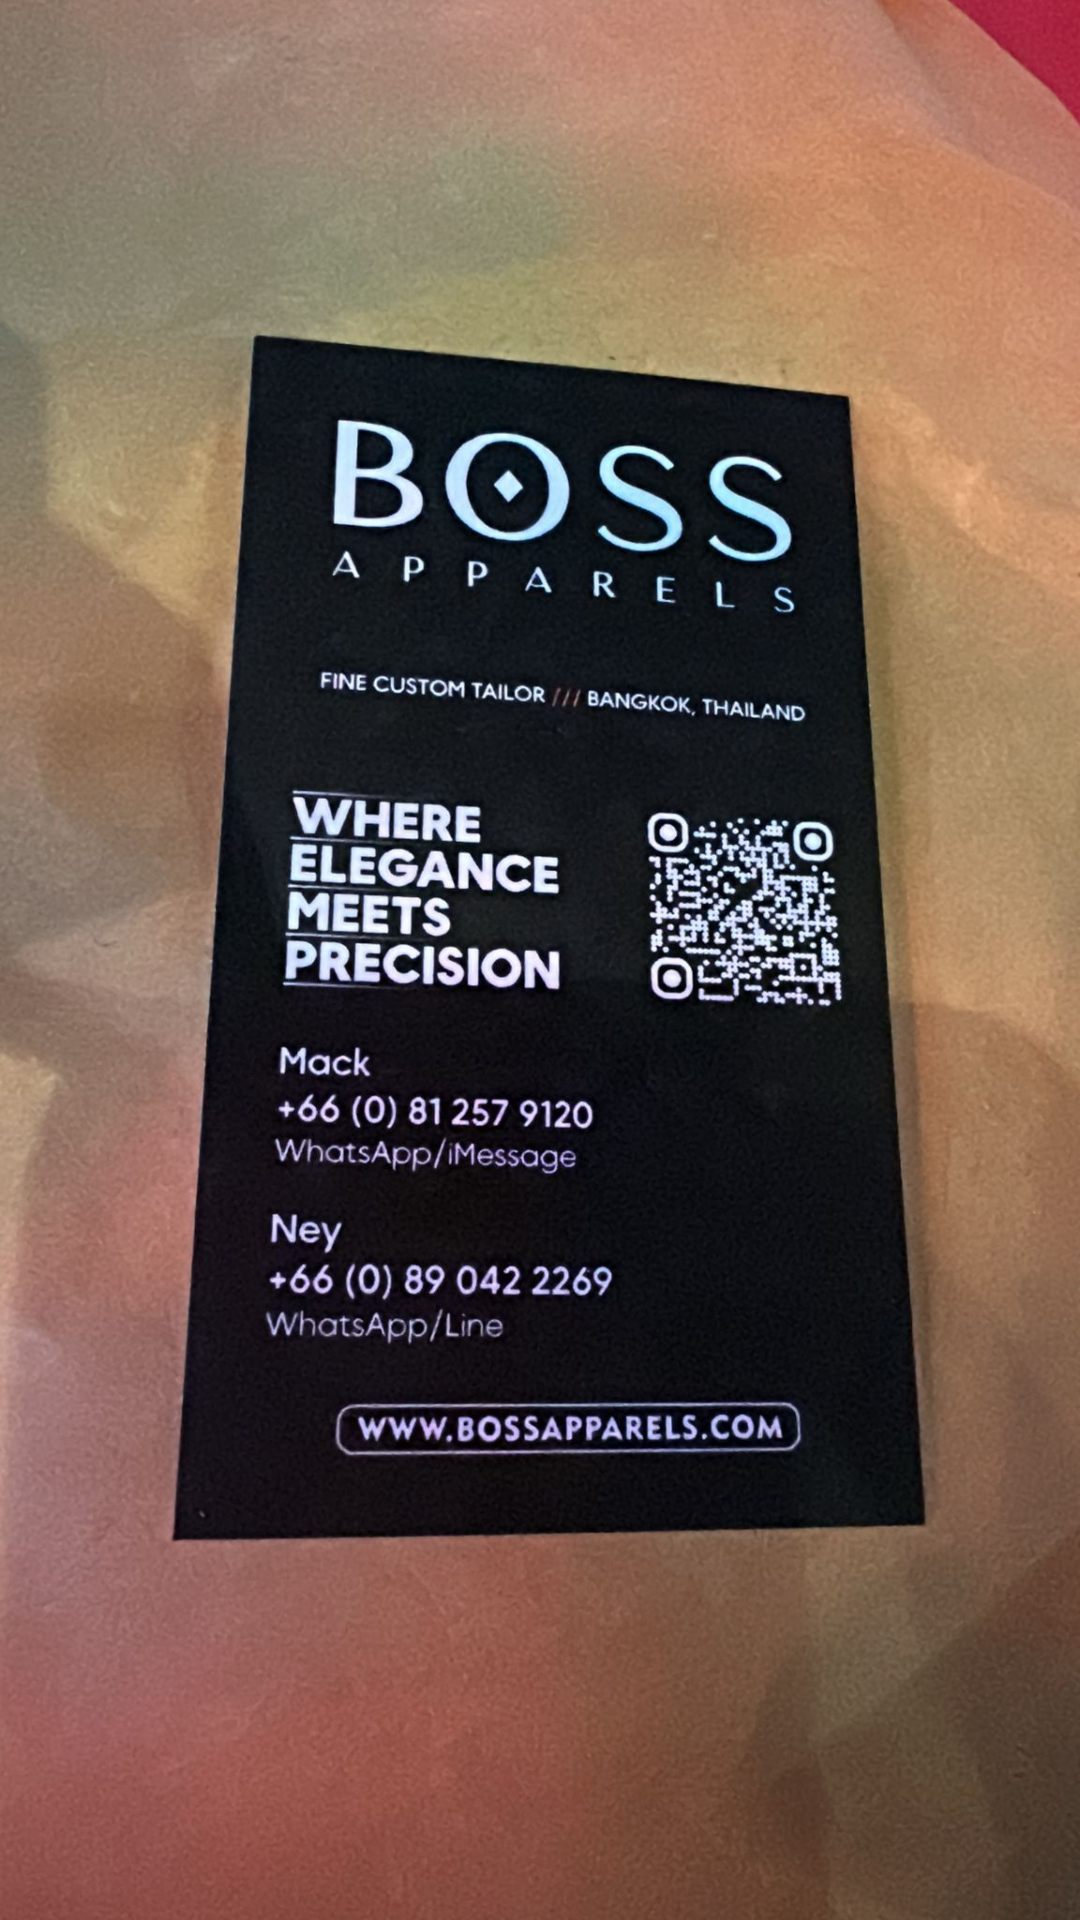 BOSS
APPARELS
FINE CUSTOM TAILOR /// BANGKOK, THAILAND
WHERE
ELEGANCE
MEETS
PRECISION
Mack
+66 (0) 81 257 9120
WhatsApp/iMessage
Ney
+66 (0) 89 042 2269
WhatsApp/Line
WWW.BOSSAPPARELS.COM